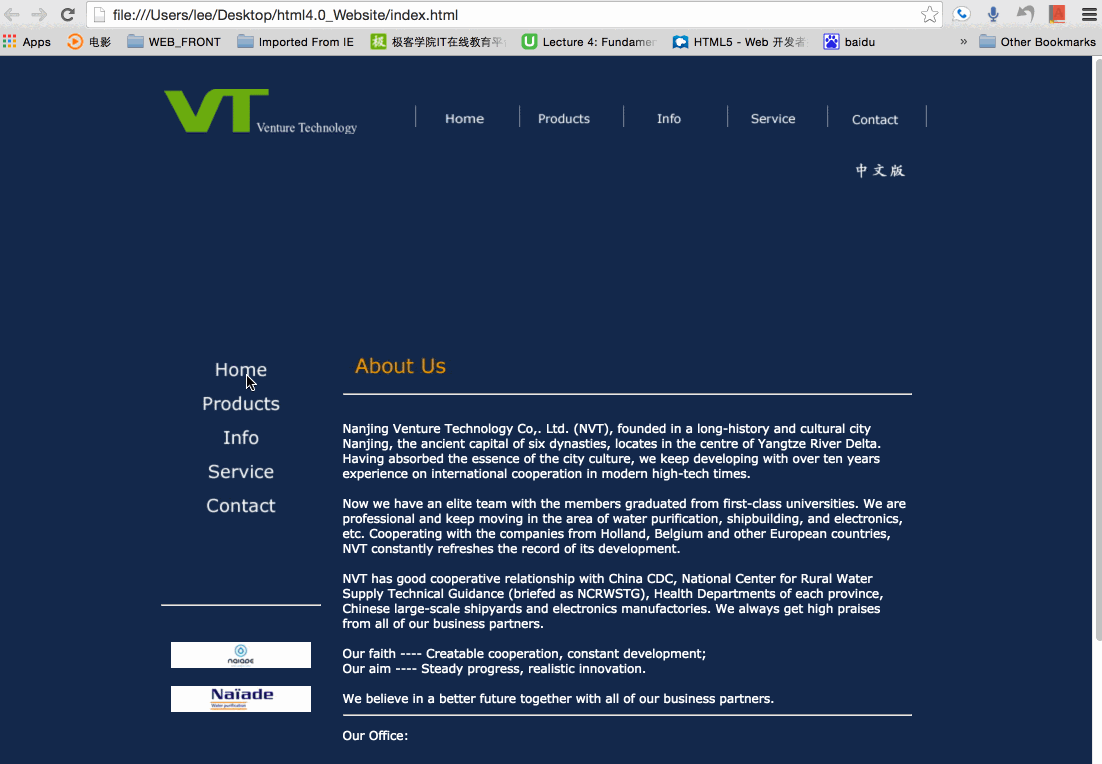 file:///Users/lee/Desktop/html4.0_Website/index.html
Apps 电影 WEB_FRONT Imported From IE 极客学院IT在线教育平 Lecture 4: Fundamer HTML5 - Web 开发者 baidu » Other Bookmarks
VT Venture Technology
Home Products Info Service Contact
中文版
Home
Products
Info
Service
Contact
About Us
Nanjing Venture Technology Co,. Ltd. (NVT), founded in a long-history and cultural city
Nanjing, the ancient capital of six dynasties, locates in the centre of Yangtze River Delta.
Having absorbed the essence of the city culture, we keep developing with over ten years
experience on international cooperation in modern high-tech times.
Now we have an elite team with the members graduated from first-class universities. We are
professional and keep moving in the area of water purification, shipbuilding, and electronics,
etc. Cooperating with the companies from Holland, Belgium and other European countries,
NVT constantly refreshes the record of its development.
NVT has good cooperative relationship with China CDC, National Center for Rural Water
Supply Technical Guidance (briefed as NCRWSTG), Health Departments of each province,
Chinese large-scale shipyards and electronics manufactories. We always get high praises
from all of our business partners.
Our faith ---- Creatable cooperation, constant development;
Our aim ---- Steady progress, realistic innovation.
We believe in a better future together with all of our business partners.
Our Office:
naiade
Naïade
Water purification